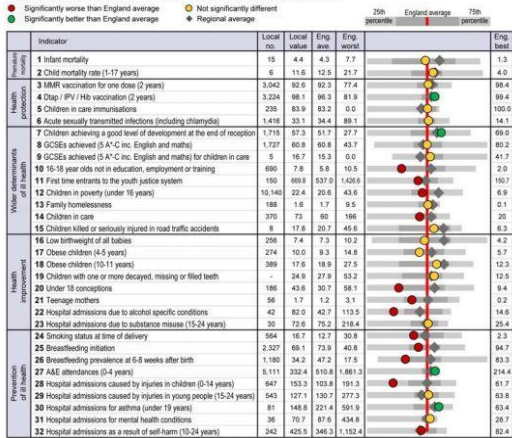 Significantly worse than England average
Not significantly different
Significantly better than England average
Regional average
25th percentile England average 75th percentile
Indicator Local no. Local value Eng. ave. Eng. worst Eng. best
Premature mortality
1 Infant mortality 15 4.4 4.3 7.7 1.3
2 Child mortality rate (1-17 years) 6 11.6 12.5 21.7 4.0
Health protection
3 MMR vaccination for one dose (2 years) 3,042 92.6 92.3 77.4 98.4
4 Dtap / IPV / Hib vaccination (2 years) 3,224 98.1 96.3 81.9 99.4
5 Children in care immunisations 235 83.9 83.2 0.0 100.0
6 Acute sexually transmitted infections (including chlamydia) 1,416 33.1 34.4 89.1 14.1
Wider determinants of ill health
7 Children achieving a good level of development at the end of reception 1,715 57.3 51.7 27.7 69.0
8 GCSEs achieved (5 A*-C inc. English and maths) 1,727 60.8 60.8 43.7 80.2
9 GCSEs achieved (5 A*-C inc. English and maths) for children in care 5 16.7 15.3 0.0 41.7
10 16-18 year olds not in education, employment or training 690 7.8 5.8 10.5 2.0
11 First time entrants to the youth justice system 150 669.8 537.0 1,426.6 150.7
12 Children in poverty (under 16 years) 10,140 22.4 20.6 43.6 6.9
13 Family homelessness 188 1.6 1.7 9.5 0.1
14 Children in care 370 73 60 166 20
15 Children killed or seriously injured in road traffic accidents 8 17.8 20.7 45.6 6.3
Health improvement
16 Low birthweight of all babies 256 7.4 7.3 10.2 4.2
17 Obese children (4-5 years) 274 10.0 9.3 14.8 5.7
18 Obese children (10-11 years) 389 17.6 18.9 27.5 12.3
19 Children with one or more decayed, missing or filled teeth - 24.9 27.9 53.2 12.5
20 Under 18 conceptions 186 43.6 30.7 58.1 9.4
21 Teenage mothers 56 1.7 1.2 3.1 0.2
22 Hospital admissions due to alcohol specific conditions 42 82.0 42.7 113.5 14.6
23 Hospital admissions due to substance misuse (15-24 years) 30 72.6 75.2 218.4 25.4
Prevention of ill health
24 Smoking status at time of delivery 564 16.7 12.7 30.8 2.3
25 Breastfeeding initiation 2,327 69.1 73.9 40.8 94.7
26 Breastfeeding prevalence at 6-8 weeks after birth 1,180 34.2 47.2 17.5 83.3
27 A&E attendances (0-4 years) 5,111 332.4 510.8 1,861.3 214.4
28 Hospital admissions caused by injuries in children (0-14 years) 647 153.3 103.8 191.3 61.7
29 Hospital admissions caused by injuries in young people (15-24 years) 543 127.1 130.7 277.3 63.8
30 Hospital admissions for asthma (under 19 years) 81 148.8 221.4 591.9 63.4
31 Hospital admissions for mental health conditions 36 70.7 87.6 434.8 28.7
32 Hospital admissions as a result of self-harm (10-24 years) 242 425.5 346.3 1,152.4 82.4